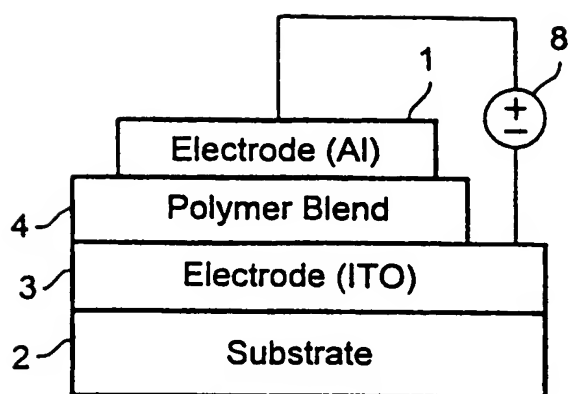 8
1
+
−
Electrode (Al)
Polymer Blend
4
Electrode (ITO)
3
Substrate
2